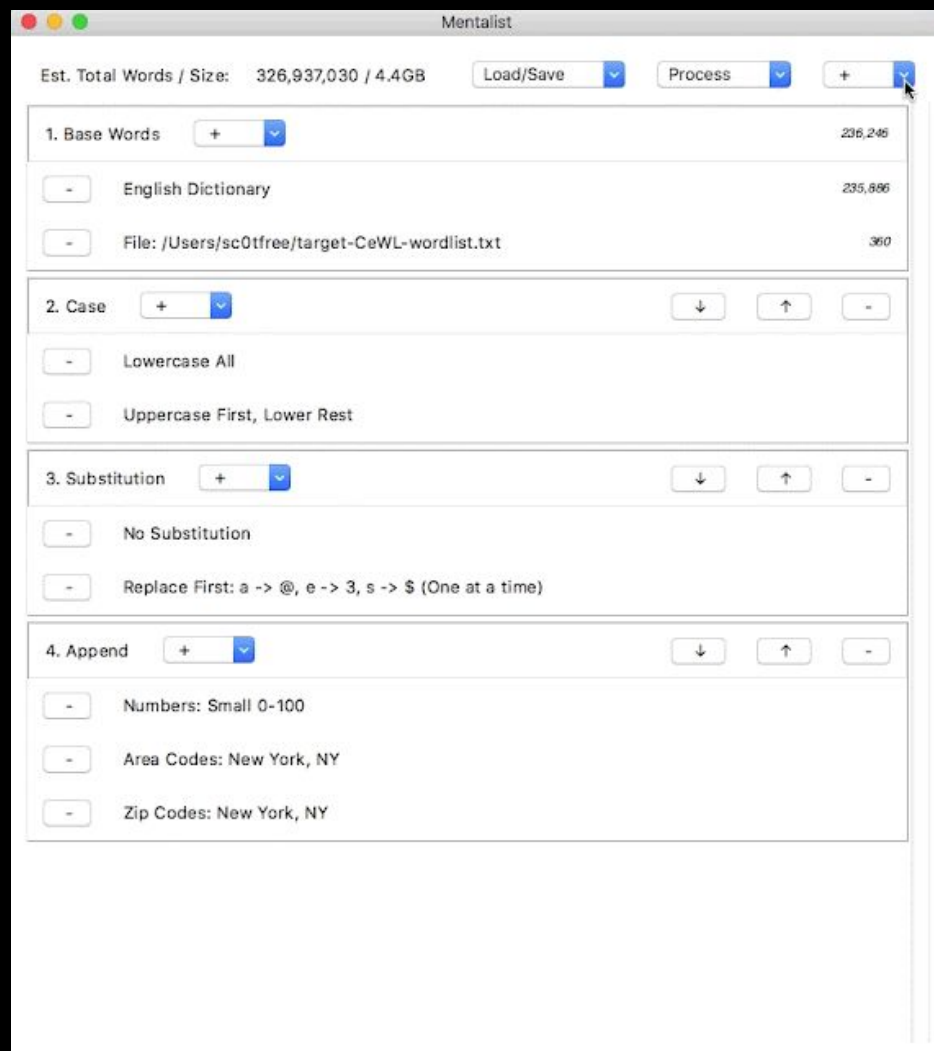 Mentalist
Est. Total Words / Size: 326,937,030 / 4.4GB Load/Save Process +
1. Base Words + 236,246
- English Dictionary 235,886
- File: /Users/sc0tfree/target-CeWL-wordlist.txt 360
2. Case + ↓ ↑ -
- Lowercase All
- Uppercase First, Lower Rest
3. Substitution + ↓ ↑ -
- No Substitution
- Replace First: a -> @, e -> 3, s -> $ (One at a time)
4. Append + ↓ ↑ -
- Numbers: Small 0-100
- Area Codes: New York, NY
- Zip Codes: New York, NY